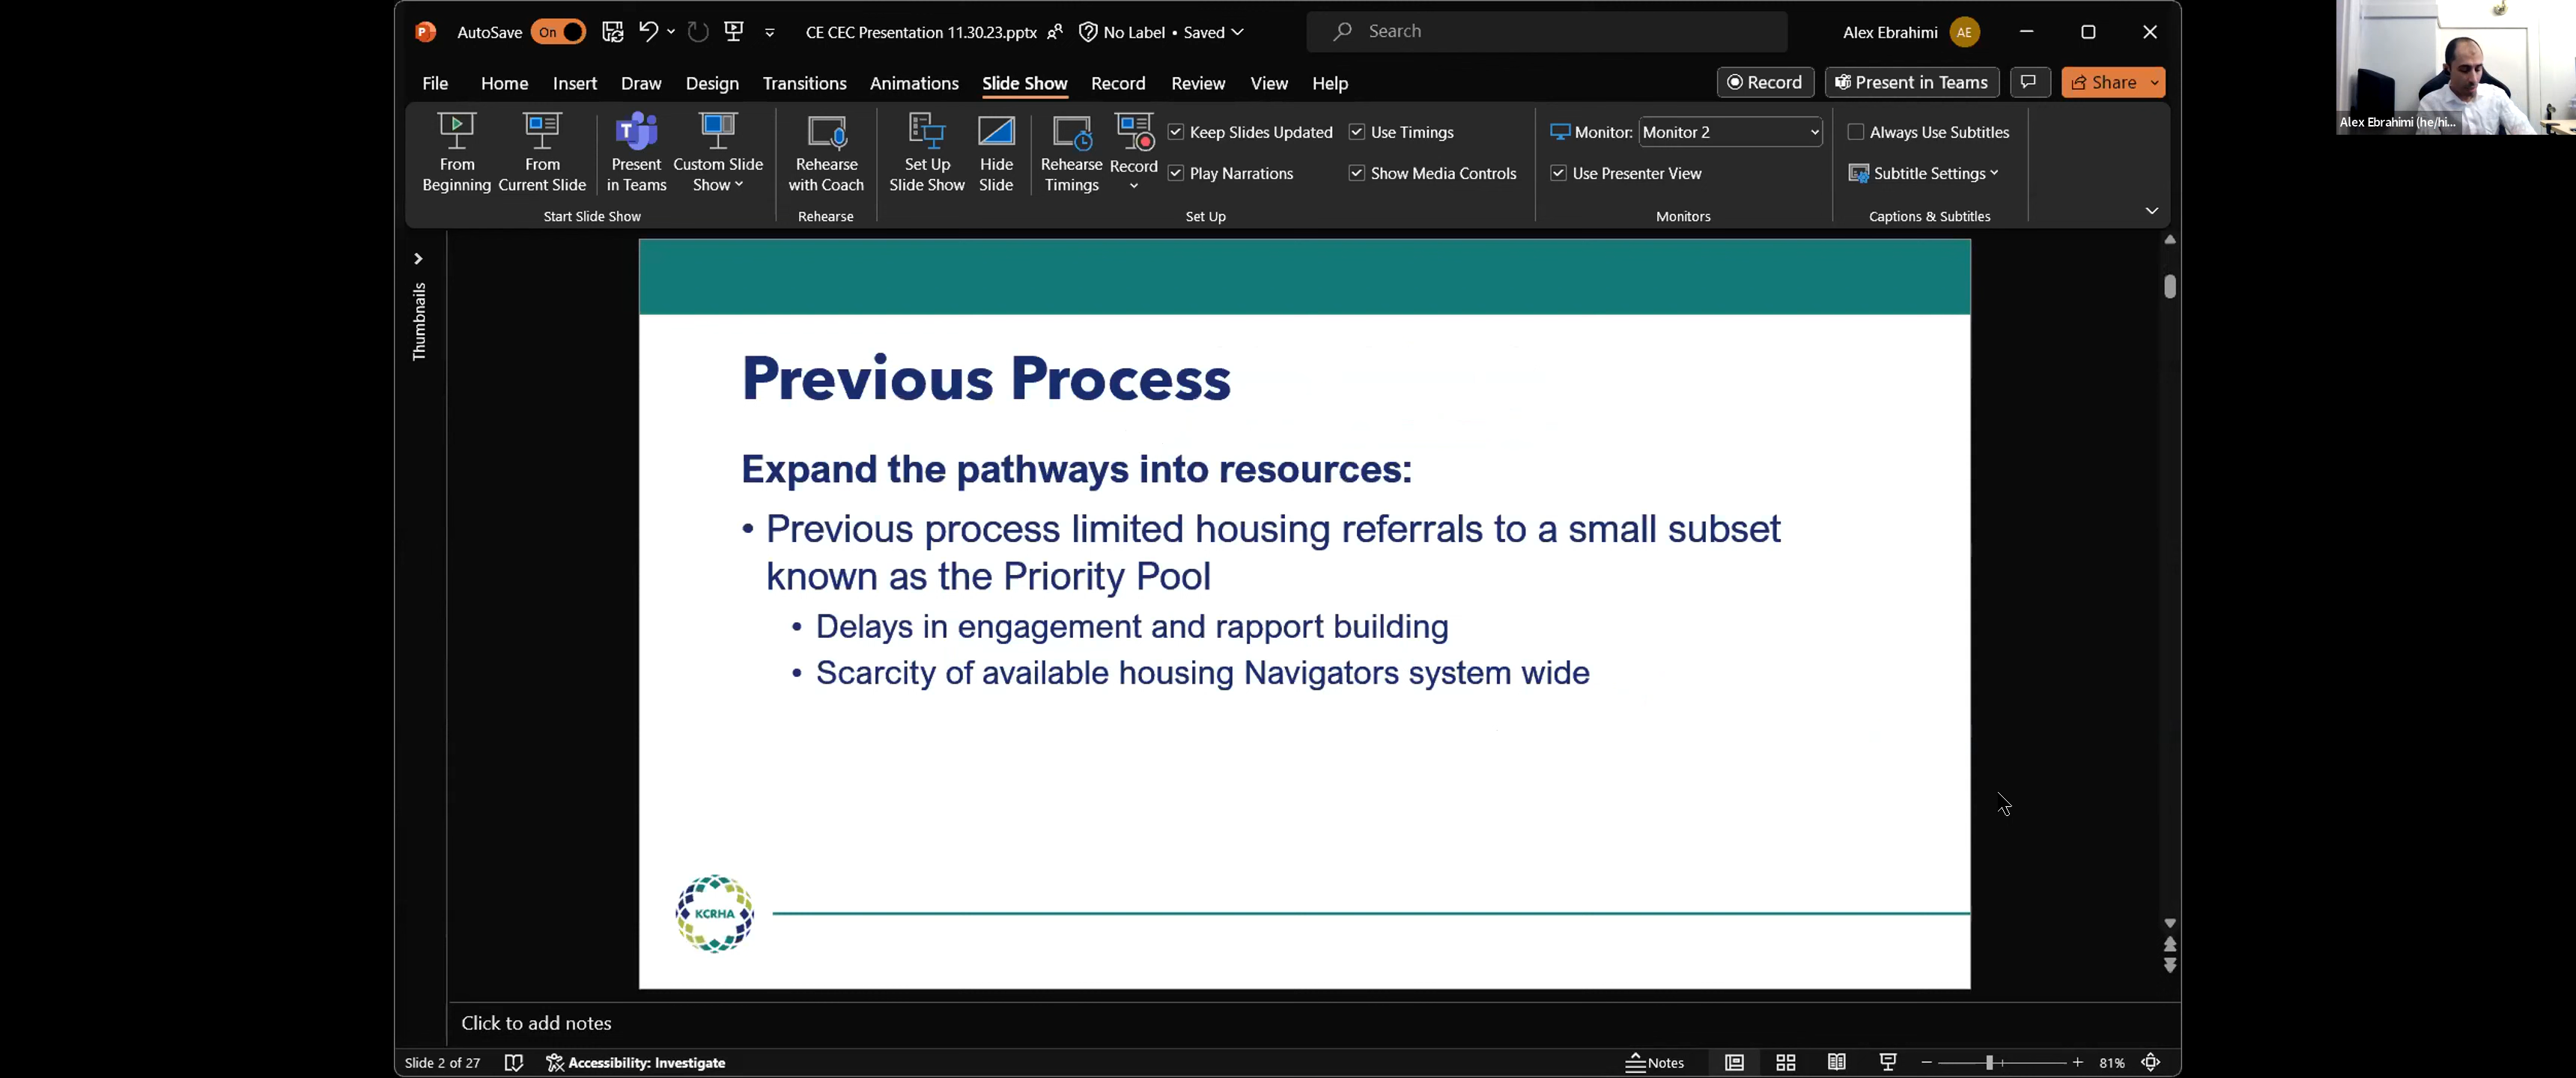 AutoSave On CE CEC Presentation 11.30.23.pptx No Label • Saved Search Alex Ebrahimi AE
File Home Insert Draw Design Transitions Animations Slide Show Record Review View Help Record Present in Teams Share
From Beginning
From Current Slide
Present in Teams
Custom Slide Show
Start Slide Show
Rehearse with Coach
Rehearse
Set Up Slide Show
Hide Slide
Rehearse Timings
Record
Keep Slides Updated
Use Timings
Play Narrations
Show Media Controls
Set Up
Monitor: Monitor 2
Use Presenter View
Monitors
Always Use Subtitles
Subtitle Settings
Captions & Subtitles
Alex Ebrahimi (he/hi...
Thumbnails
Previous Process
Expand the pathways into resources:
• Previous process limited housing referrals to a small subset
known as the Priority Pool
• Delays in engagement and rapport building
• Scarcity of available housing Navigators system wide
KCRHA
Click to add notes
Slide 2 of 27 Accessibility: Investigate Notes 81%